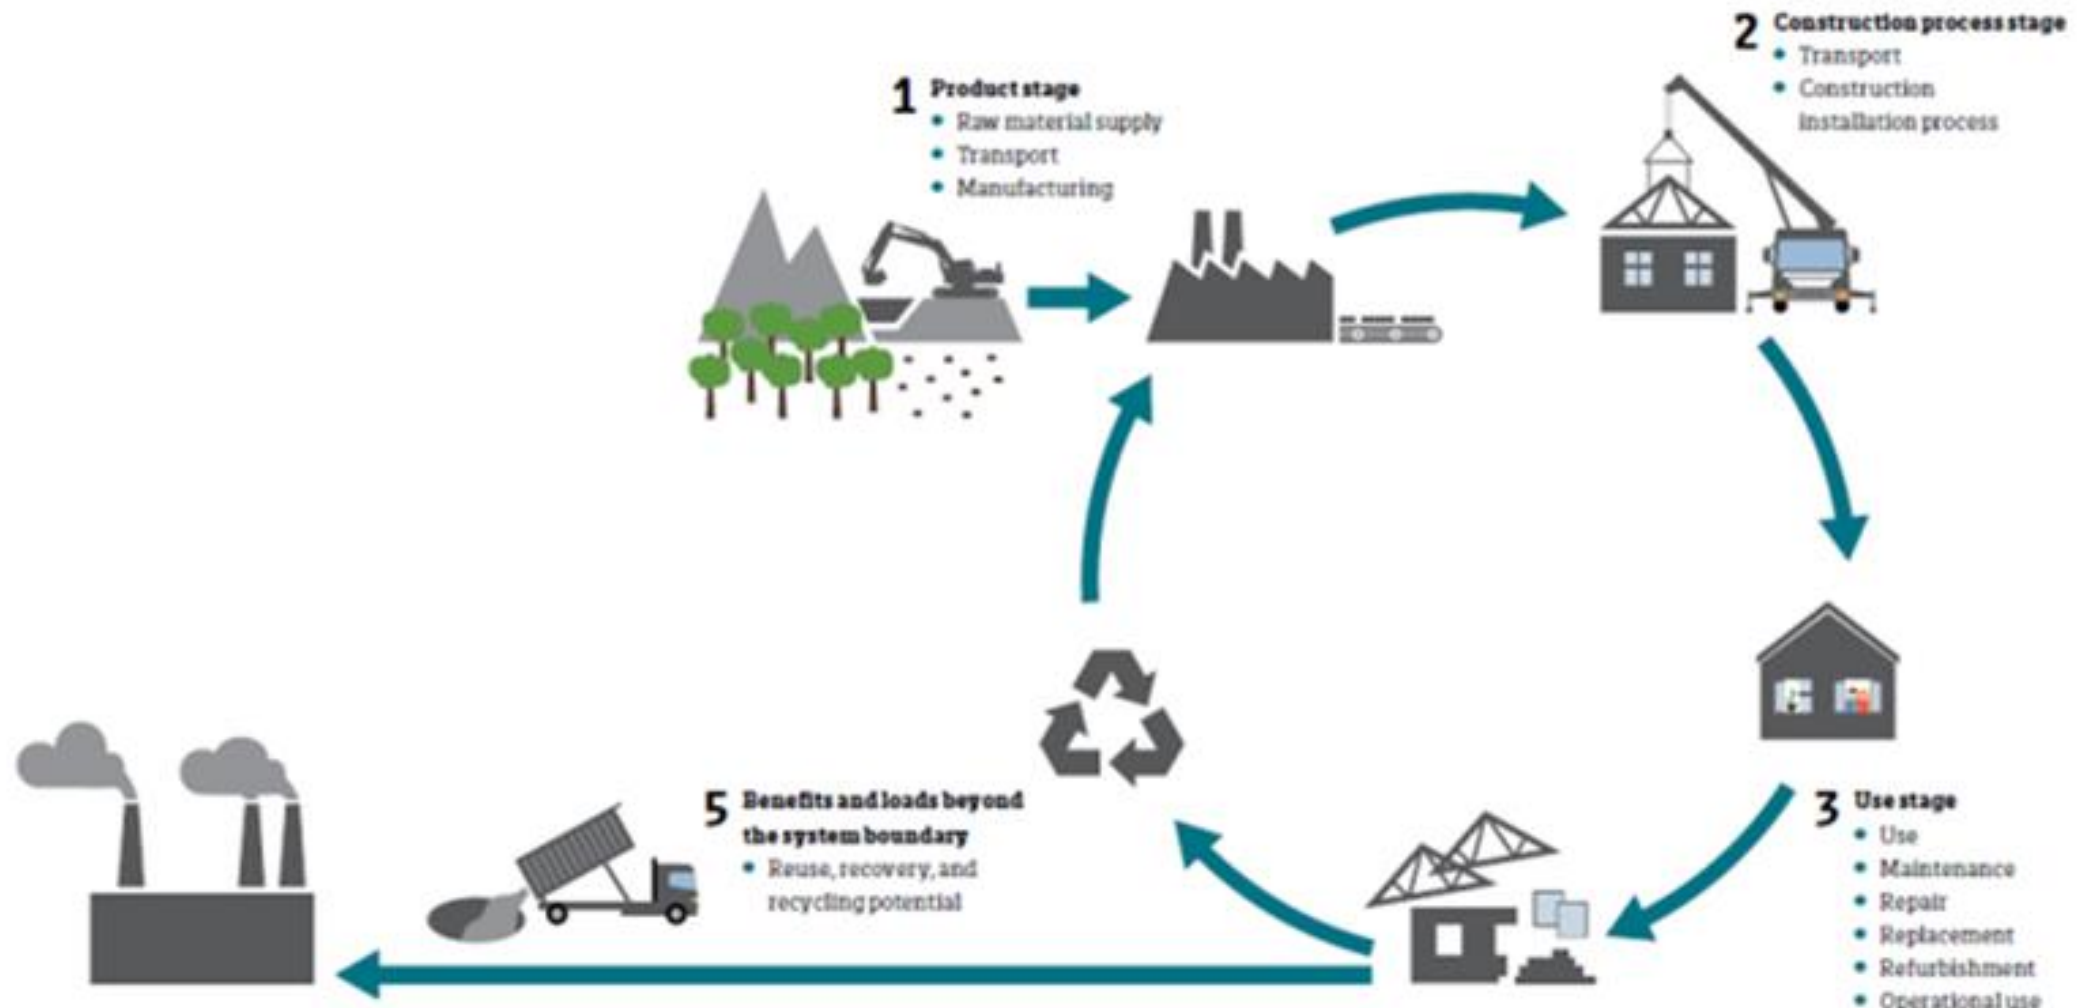 1 Product stage
• Raw material supply
• Transport
• Manufacturing
2 Construction process stage
• Transport
• Construction
installation process
3 Use stage
• Use
• Maintenance
• Repair
• Replacement
• Refurbishment
• Operational use
5 Benefits and loads beyond
the system boundary
• Reuse, recovery, and
recycling potential